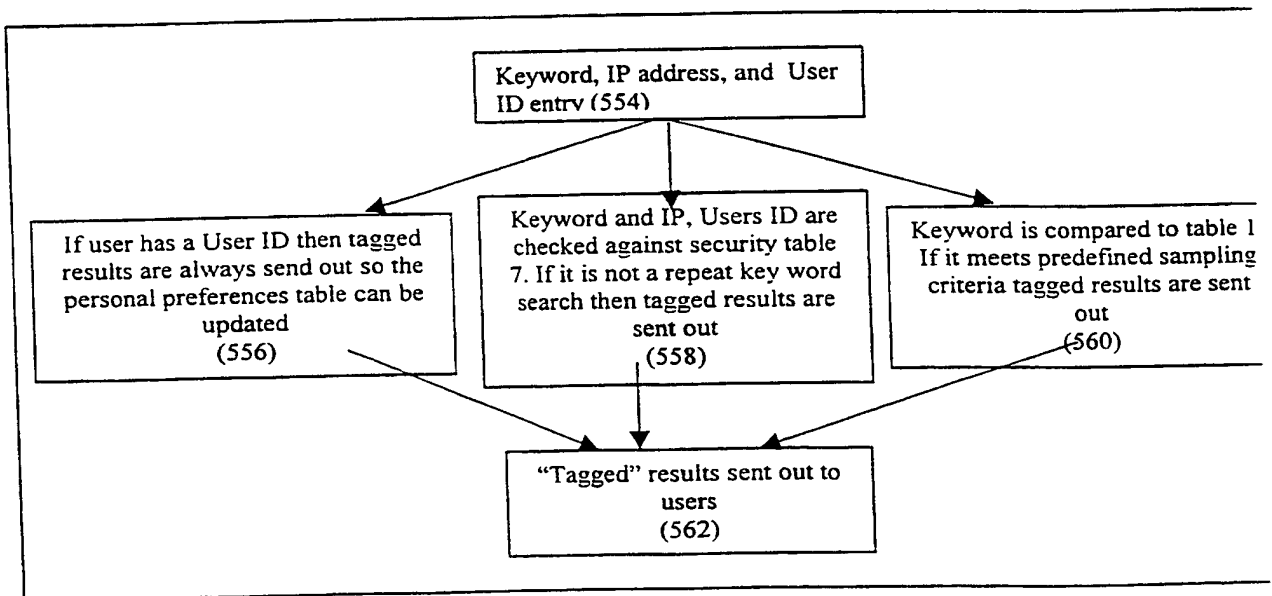 Keyword, IP address, and User
ID entry (554)
If user has a User ID then tagged
results are always send out so the
personal preferences table can be
updated
(556)
Keyword and IP, Users ID are
checked against security table
7. If it is not a repeat key word
search then tagged results are
sent out
(558)
Keyword is compared to table 1
If it meets predefined sampling
criteria tagged results are sent
out
(560)
“Tagged” results sent out to
users
(562)